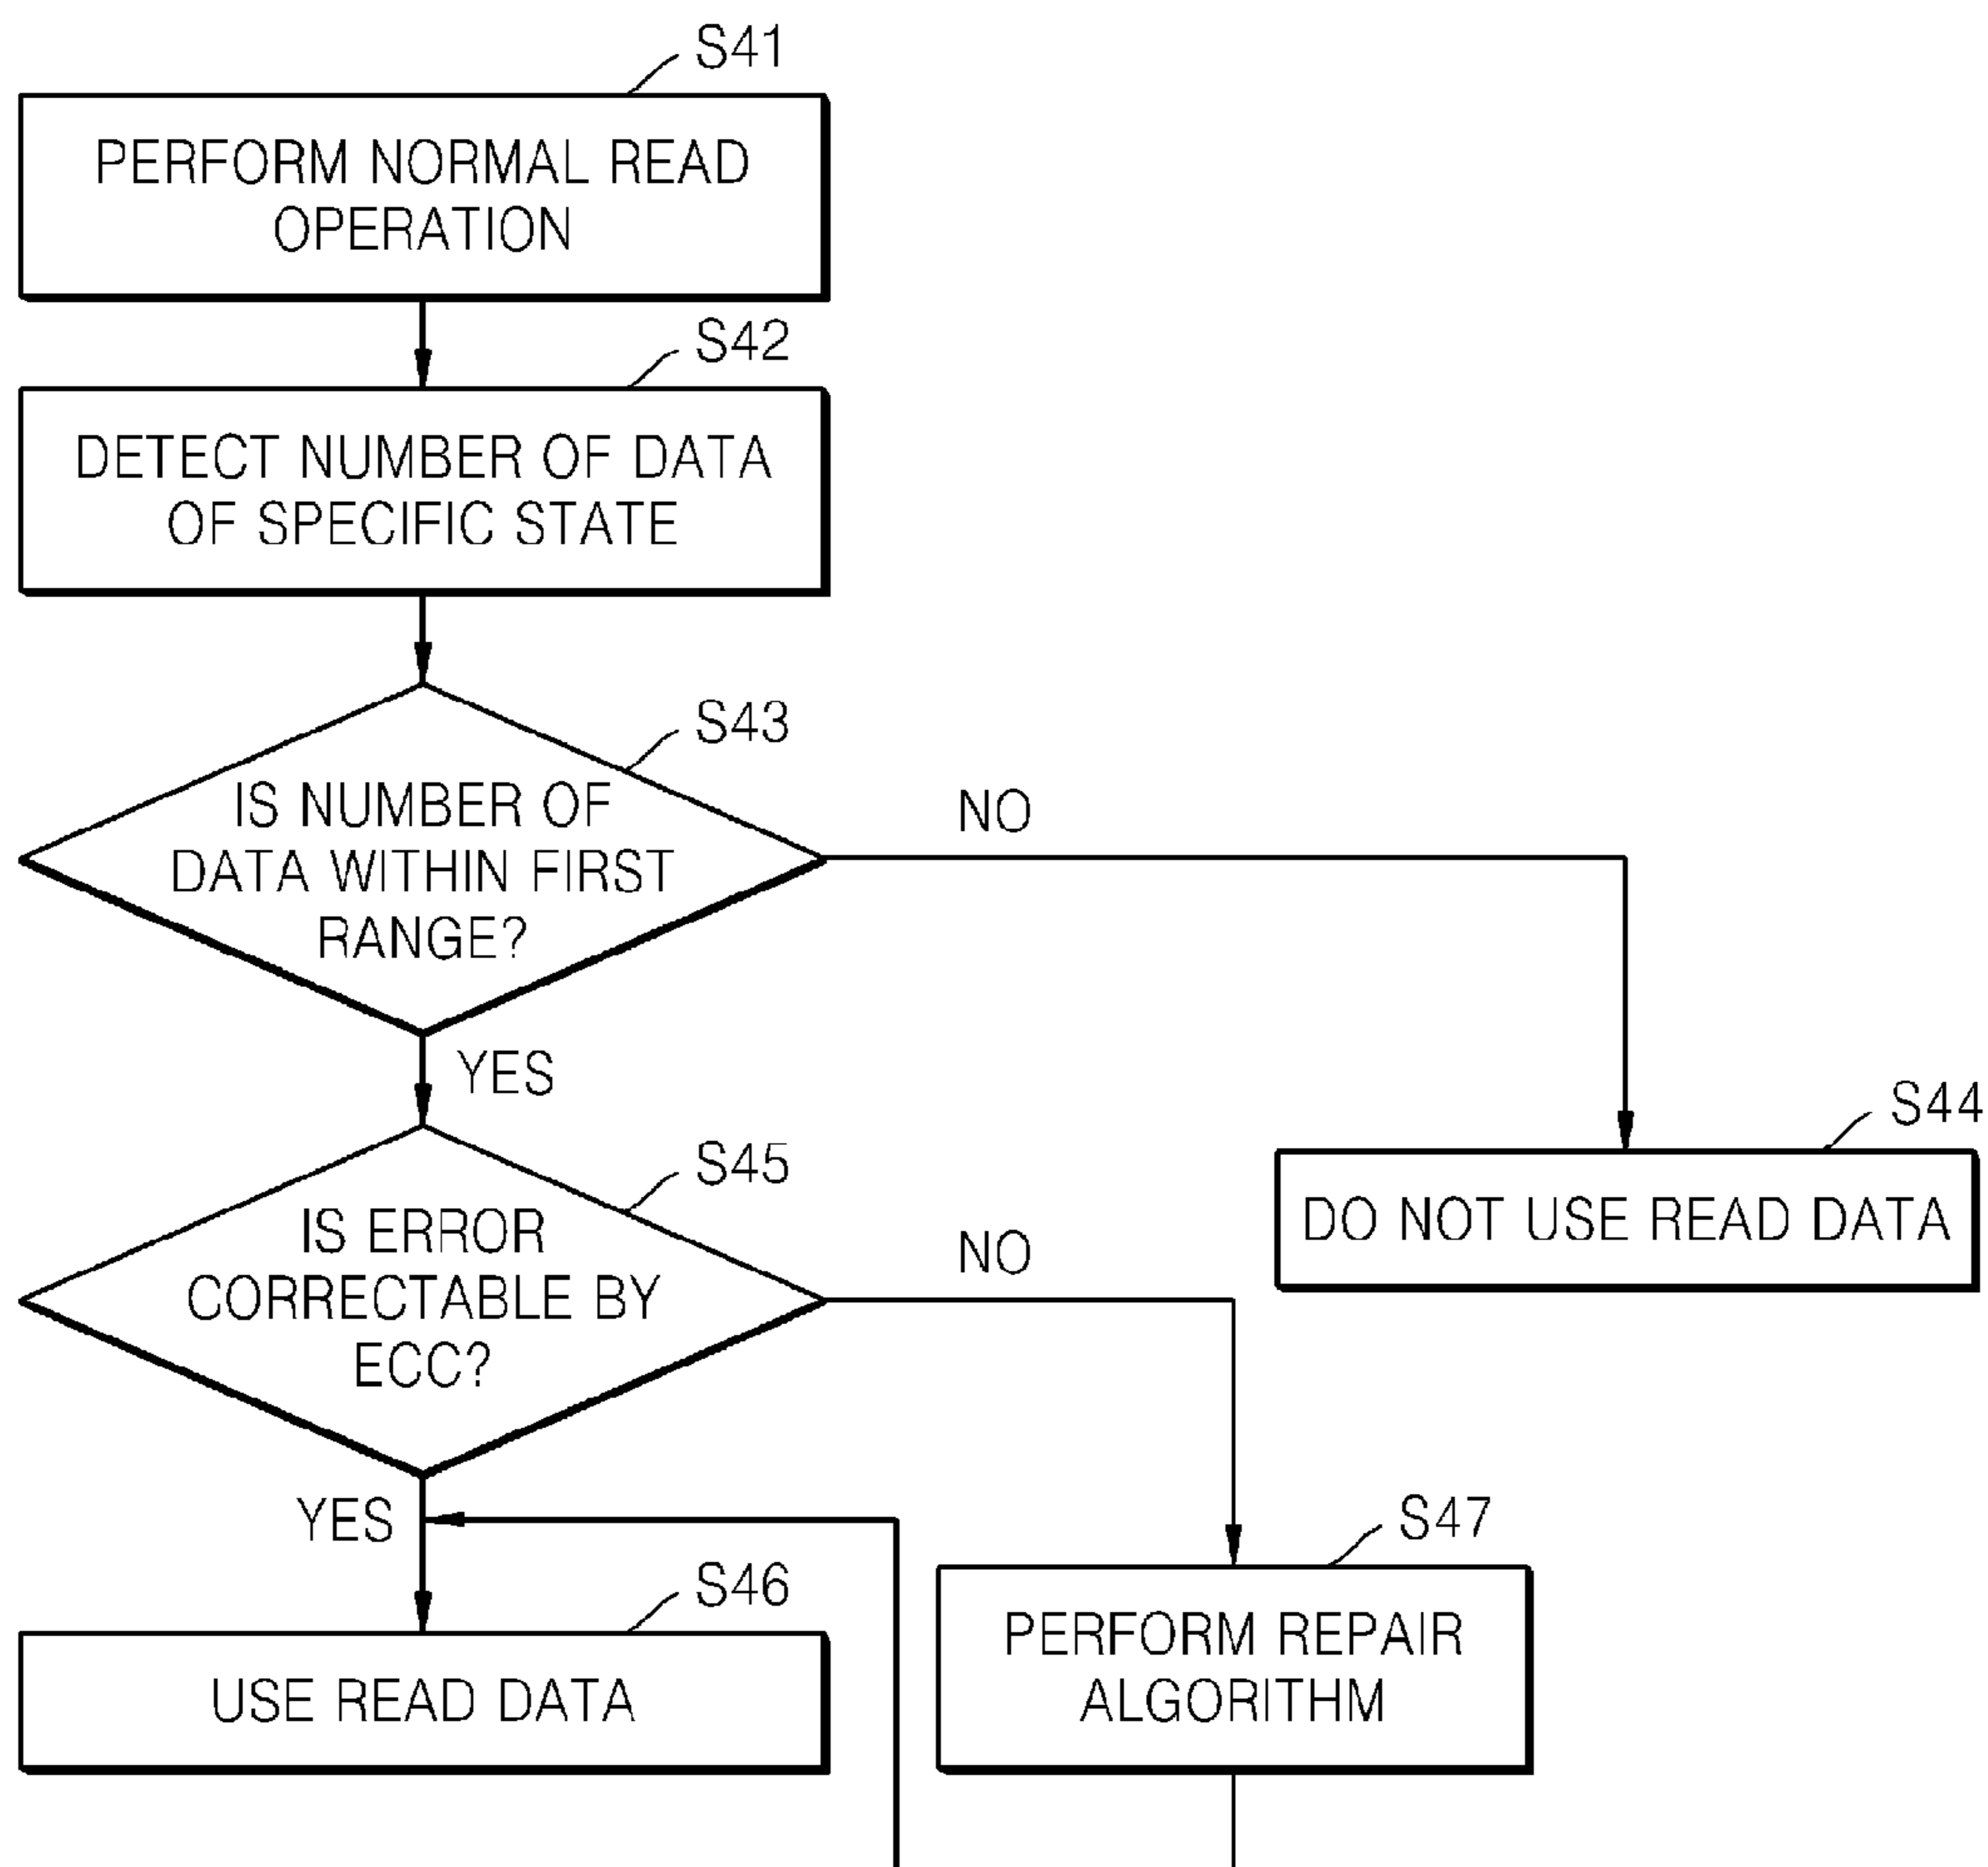 S41
PERFORM NORMAL READ
OPERATION
S42
DETECT NUMBER OF DATA
OF SPECIFIC STATE
S43
IS NUMBER OF
DATA WITHIN FIRST
RANGE?
NO
YES
S44
DO NOT USE READ DATA
S45
IS ERROR
CORRECTABLE BY
ECC?
NO
YES
S46
USE READ DATA
S47
PERFORM REPAIR
ALGORITHM